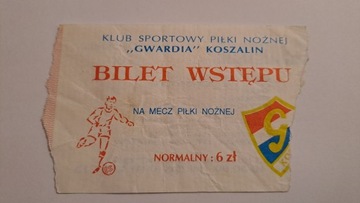 KLUB SPORTOWY PIŁKI NOŻNEJ
,,GWARDIA" KOSZALIN
BILET WSTĘPU
NA MECZ PIŁKI NOŻNEJ
NORMALNY : 6 zł